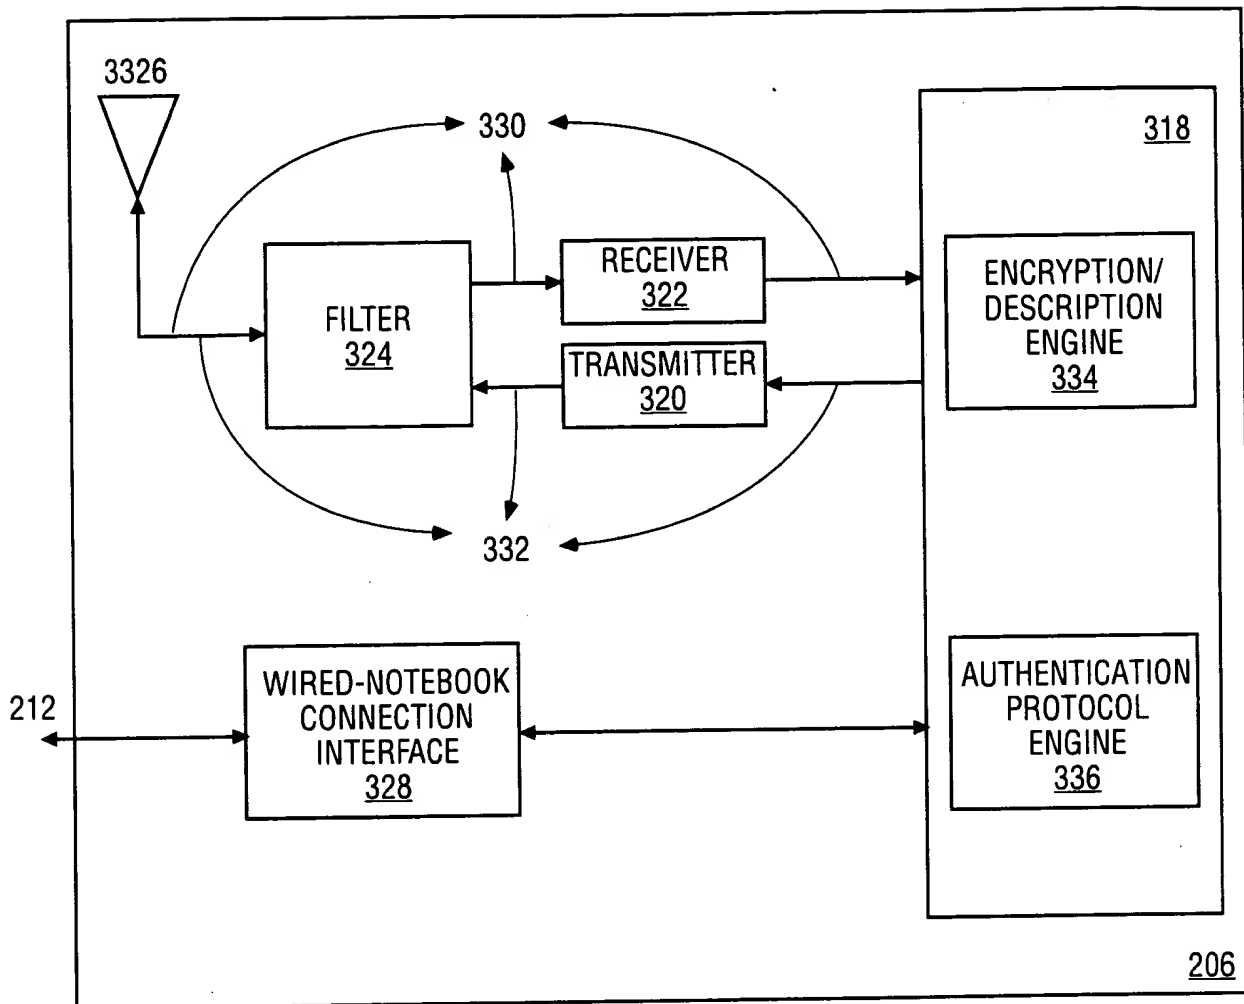 3326
330
318
FILTER
324
RECEIVER
322
TRANSMITTER
320
ENCRYPTION/
DESCRIPTION
ENGINE
334
332
212
WIRED-NOTEBOOK
CONNECTION
INTERFACE
328
AUTHENTICATION
PROTOCOL
ENGINE
336
206